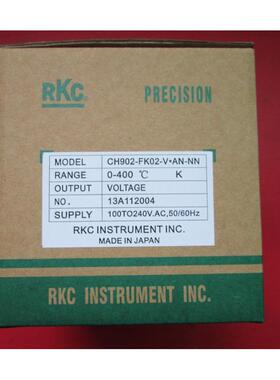 RKC® PRECISION
MODEL CH902-FK02-V*AN-NN
RANGE 0-400 ℃ K
OUTPUT VOLTAGE
NO. 13A112004
SUPPLY 100TO240V.AC,50/60Hz
RKC INSTRUMENT INC.
MADE IN JAPAN
RKC INSTRUMENT INC.